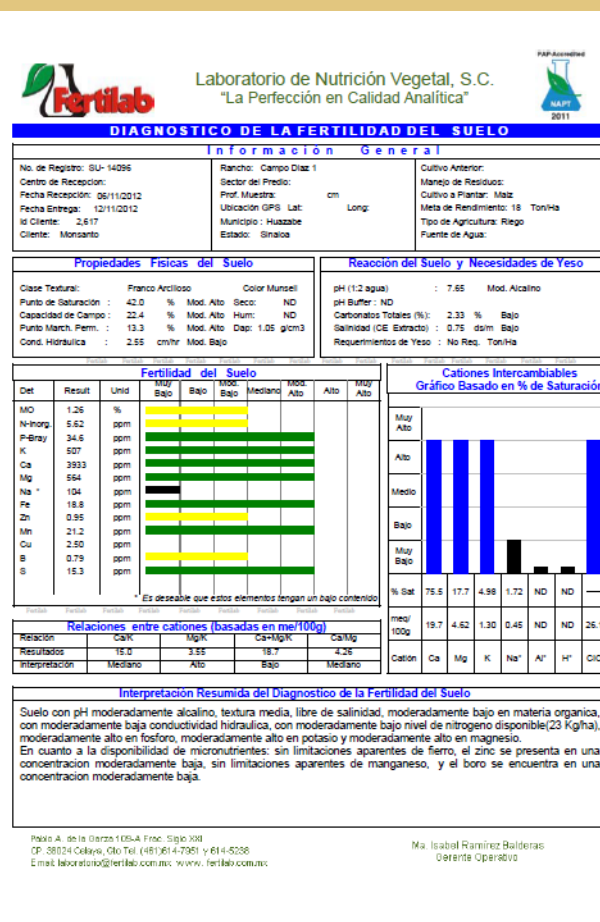 PAP-Accredited
Fertilab
Laboratorio de Nutrición Vegetal, S.C.
"La Perfección en Calidad Analítica"
NAPT
2011
DIAGNOSTICO DE LA FERTILIDAD DEL SUELO
Información General
No. de Registro: SU- 14096
Rancho: Campo Diaz 1
Cultivo Anterior:
Centro de Recepcion:
Sector del Predio:
Manejo de Residuos:
Fecha Recepción: 06/11/2012
Prof. Muestra: cm
Cultivo a Plantar: Maiz
Fecha Entrega: 12/11/2012
Ubicación GPS Lat: Long:
Meta de Rendimiento: 18 Ton/Ha
Id Cliente: 2,617
Municipio : Huazabe
Tipo de Agricultura: Riego
Cliente: Monsanto
Estado: Sinaloa
Fuente de Agua:
Propiedades Fisicas del Suelo
Clase Textural: Franco Arcilloso Color Munsell
Punto de Saturación : 42.0 % Mod. Alto Seco: ND
Capacidad de Campo : 22.4 % Mod. Alto Hum: ND
Punto March. Perm. : 13.3 % Mod. Alto Dap: 1.05 g/cm3
Cond. Hidráulica : 2.55 cm/hr Mod. Bajo
Reacción del Suelo y Necesidades de Yeso
pH (1:2 agua) : 7.65 Mod. Alcalino
pH Buffer : ND
Carbonatos Totales (%): 2.33 % Bajo
Salinidad (CE Extracto) : 0.75 ds/m Bajo
Requerimientos de Yeso : No Req. Ton/Ha
Fertilidad del Suelo
Det Result Unid Muy Bajo Bajo Mod. Bajo Mediano Mod. Alto Alto Muy Alto
MO 1.26 %
N-Inorg. 5.62 ppm
P-Bray 34.6 ppm
K 507 ppm
Ca 3933 ppm
Mg 564 ppm
Na * 104 ppm
Fe 18.8 ppm
Zn 0.95 ppm
Mn 21.2 ppm
Cu 2.50 ppm
B 0.79 ppm
S 15.3 ppm
* Es deseable que estos elementos tengan un bajo contenido
Cationes Intercambiables
Gráfico Basado en % de Saturación
Muy Alto
Alto
Medio
Bajo
Muy Bajo
% Sat 75.5 17.7 4.98 1.72 ND ND
meq/ 100g 19.7 4.62 1.30 0.45 ND ND 26.
Catión Ca Mg K Na* Al* H* CIC
Relaciones entre cationes (basadas en me/100g)
Relación Ca/K Mg/K Ca+Mg/K Ca/Mg
Resultados 15.0 3.55 18.7 4.26
Interpretación Mediano Alto Bajo Mediano
Interpretación Resumida del Diagnostico de la Fertilidad del Suelo
Suelo con pH moderadamente alcalino, textura media, libre de salinidad, moderadamente bajo en materia organica,
con moderadamente baja conductividad hidraulica, con moderadamente bajo nivel de nitrogeno disponible(23 Kg/ha),
moderadamente alto en fosforo, moderadamente alto en potasio y moderadamente alto en magnesio.
En cuanto a la disponibilidad de micronutrientes: sin limitaciones aparentes de fierro, el zinc se presenta en una
concentracion moderadamente baja, sin limitaciones aparentes de manganeso, y el boro se encuentra en una
concentracion moderadamente baja.
Pablo A. de la Garza 109-A Frac. Siglo XXI
CP. 38024 Celaya, Gto Tel. (461)614-7951 y 614-5238
E mail: laboratorio@fertilab.com.mx www. fertilab.com.mx
Ma. Isabel Ramírez Balderas
Gerente Operativo